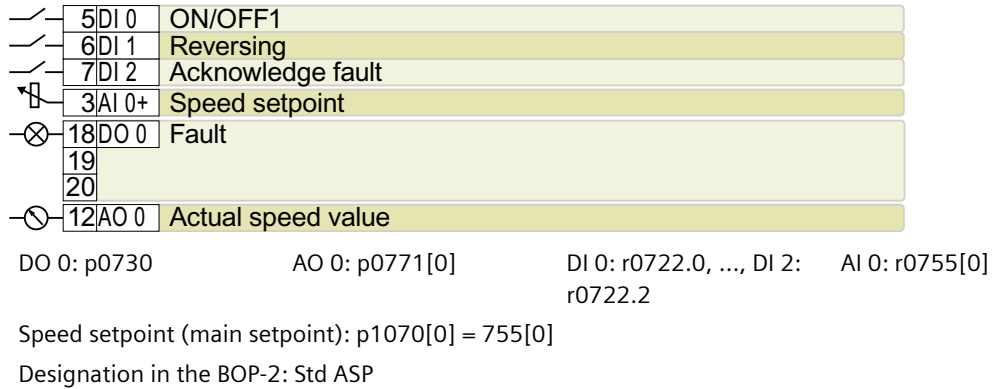 5 DI 0 ON/OFF1
6 DI 1 Reversing
7 DI 2 Acknowledge fault
3 AI 0+ Speed setpoint
18 DO 0 Fault
19
20
12 AO 0 Actual speed value
DO 0: p0730 AO 0: p0771[0] DI 0: r0722.0, ..., DI 2: AI 0: r0755[0]
r0722.2
Speed setpoint (main setpoint): p1070[0] = 755[0]
Designation in the BOP-2: Std ASP